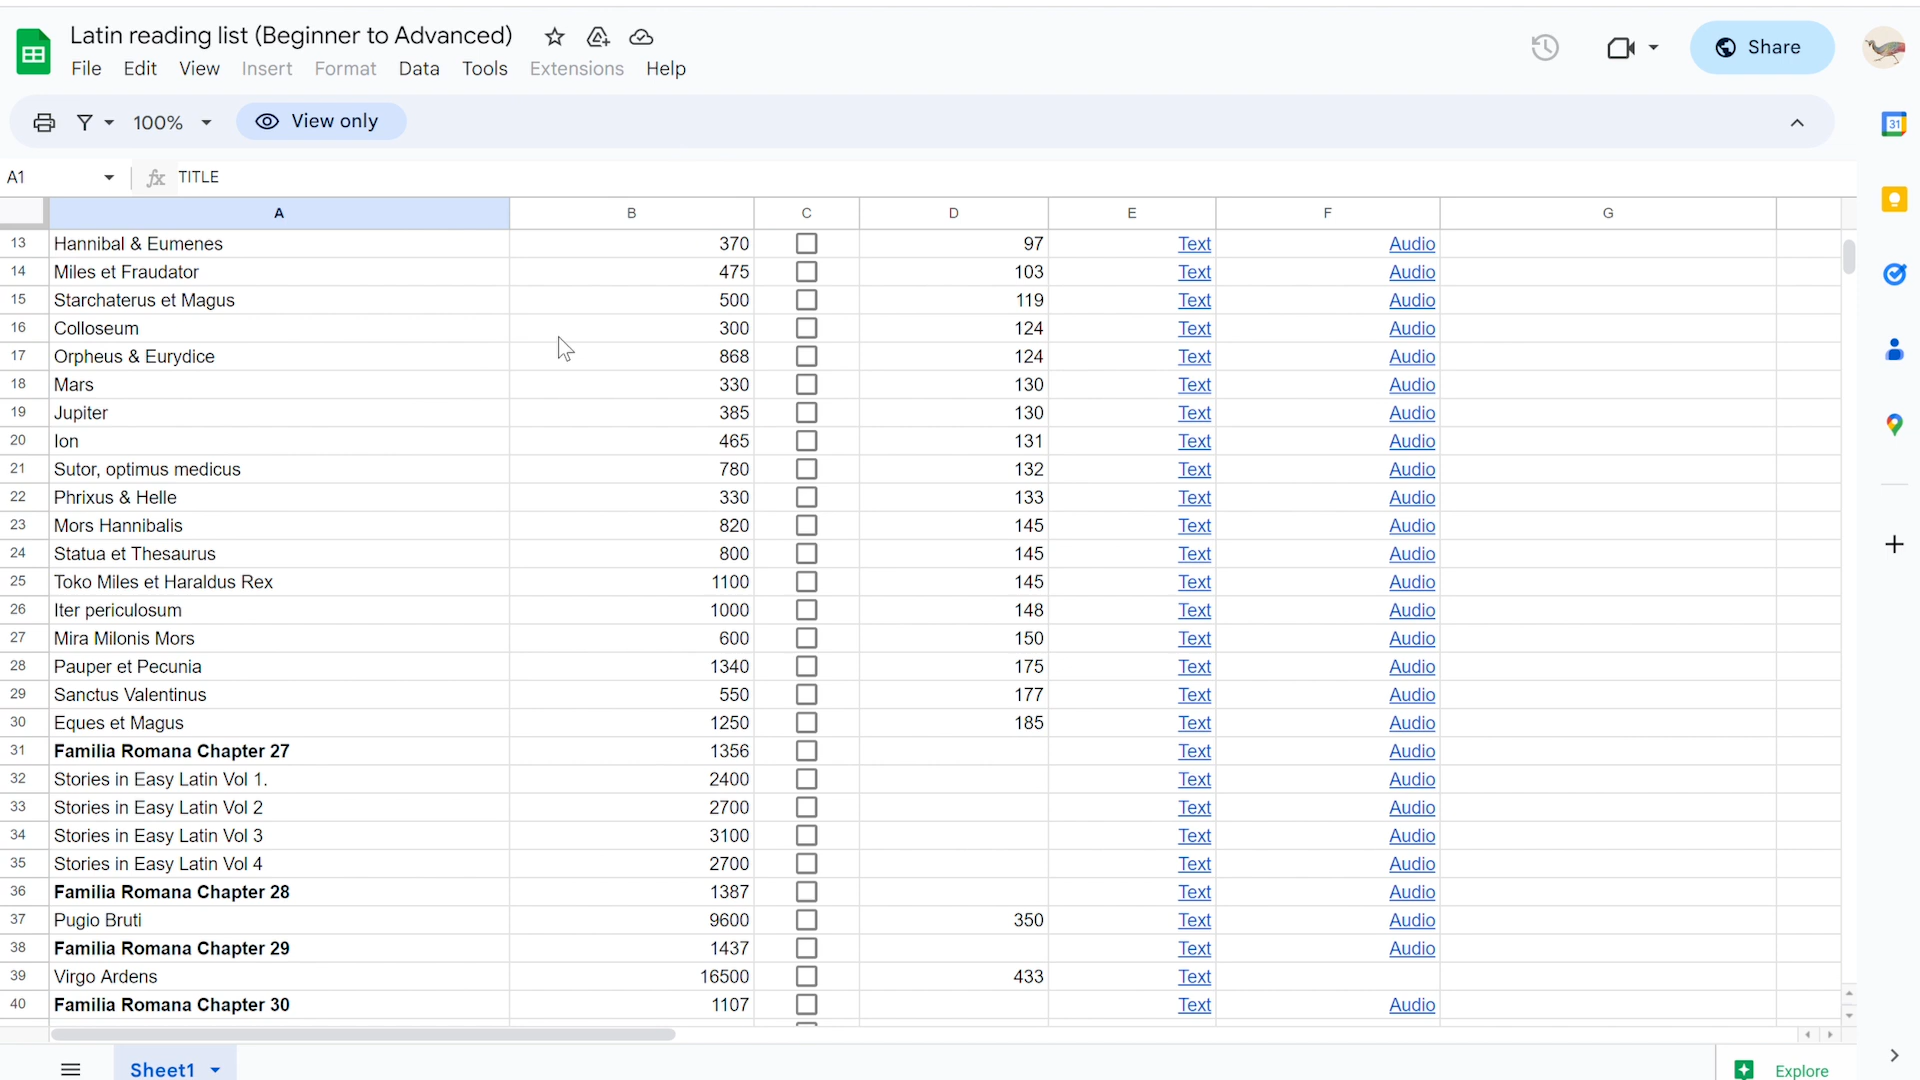 Latin reading list (Beginner to Advanced)
Share
File Edit View Insert Format Data Tools Extensions Help
100% View only
31
A1 fx TITLE
A B C D E F G
13 Hannibal & Eumenes 370 97 Text Audio
14 Miles et Fraudator 475 103 Text Audio
15 Starchaterus et Magus 500 119 Text Audio
16 Colloseum 300 124 Text Audio
17 Orpheus & Eurydice 868 124 Text Audio
18 Mars 330 130 Text Audio
19 Jupiter 385 130 Text Audio
20 Ion 465 131 Text Audio
21 Sutor, optimus medicus 780 132 Text Audio
22 Phrixus & Helle 330 133 Text Audio
23 Mors Hannibalis 820 145 Text Audio
24 Statua et Thesaurus 800 145 Text Audio
25 Toko Miles et Haraldus Rex 1100 145 Text Audio
26 Iter periculosum 1000 148 Text Audio
27 Mira Milonis Mors 600 150 Text Audio
28 Pauper et Pecunia 1340 175 Text Audio
29 Sanctus Valentinus 550 177 Text Audio
30 Eques et Magus 1250 185 Text Audio
31 Familia Romana Chapter 27 1356 Text Audio
32 Stories in Easy Latin Vol 1. 2400 Text Audio
33 Stories in Easy Latin Vol 2 2700 Text Audio
34 Stories in Easy Latin Vol 3 3100 Text Audio
35 Stories in Easy Latin Vol 4 2700 Text Audio
36 Familia Romana Chapter 28 1387 Text Audio
37 Pugio Bruti 9600 350 Text Audio
38 Familia Romana Chapter 29 1437 Text Audio
39 Virgo Ardens 16500 433 Text
40 Familia Romana Chapter 30 1107 Text Audio
Sheet1 Explore